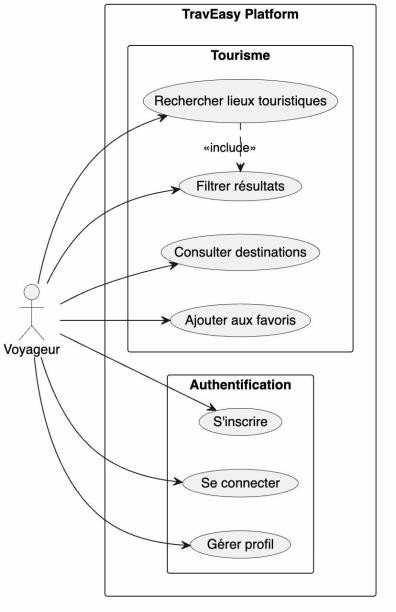 TravEasy Platform
Tourisme
Rechercher lieux touristiques
«include»
Filtrer résultats
Consulter destinations
Ajouter aux favoris
Voyageur
Authentification
S'inscrire
Se connecter
Gérer profil